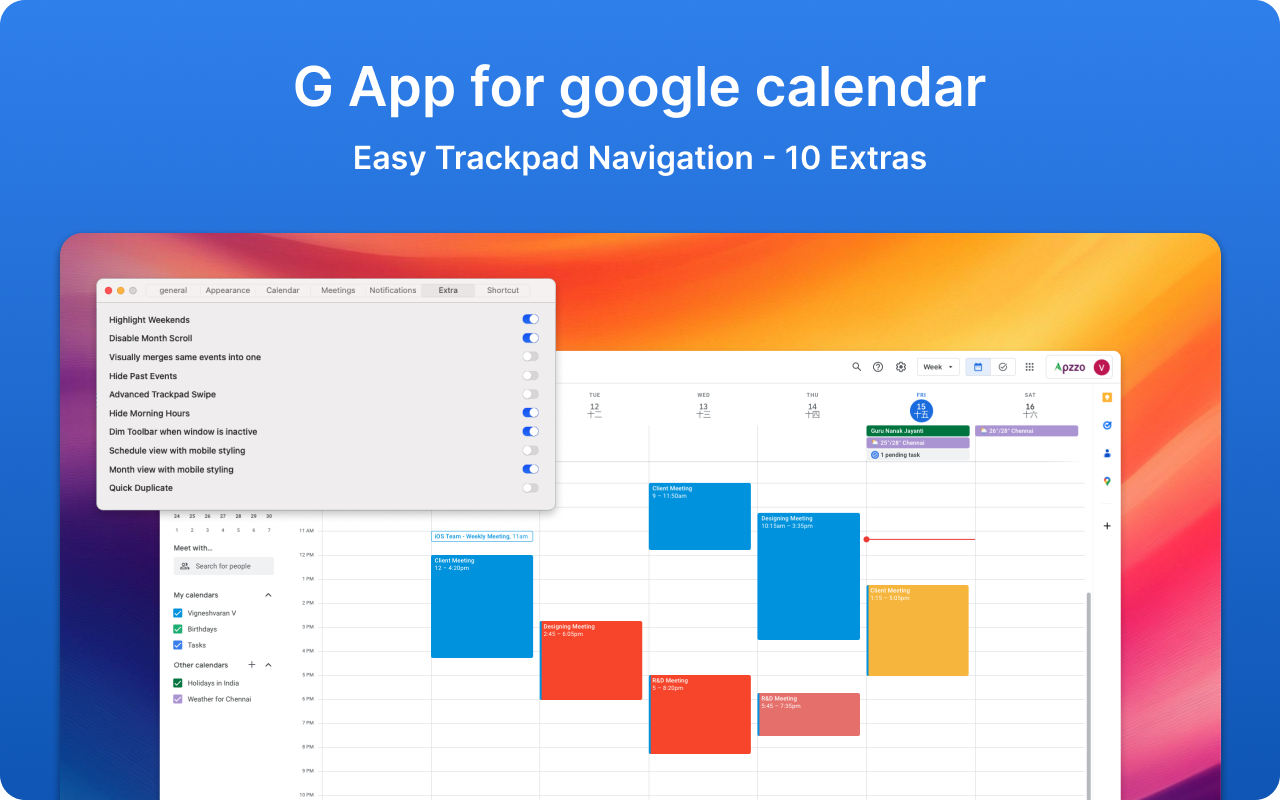 G App for google calendar
Easy Trackpad Navigation - 10 Extras
general Appearance Calendar Meetings Notifications Extra Shortcut
Highlight Weekends
Disable Month Scroll
Visually merges same events into one
Hide Past Events
Advanced Trackpad Swipe
Hide Morning Hours
Dim Toolbar when window is inactive
Schedule view with mobile styling
Month view with mobile styling
Quick Duplicate
Week
Apzzo
V
TUE WED THU FRI SAT
12 13 14 15 16
十二 十三 十四 十五 十六
Guru Nanak Jayanti
25°/28° Chennai
26°/28° Chennai
1 pending task
24 25 26 27 28 29 30
1 2 3 4 5 6 7
Meet with...
Search for people
My calendars
Vigneshvaran V
Birthdays
Tasks
Other calendars
Holidays in India
Weather for Chennai
11 AM
12 PM
1 PM
2 PM
3 PM
4 PM
5 PM
6 PM
7 PM
8 PM
9 PM
10 PM
iOS Team - Weekly Meeting, 11am
Client Meeting
12 – 4:20pm
Designing Meeting
2:45 – 6:05pm
Client Meeting
9 – 11:50am
R&D Meeting
5 – 8:20pm
Designing Meeting
10:15am – 3:35pm
R&D Meeting
5:45 – 7:35pm
Client Meeting
1:15 – 5:05pm